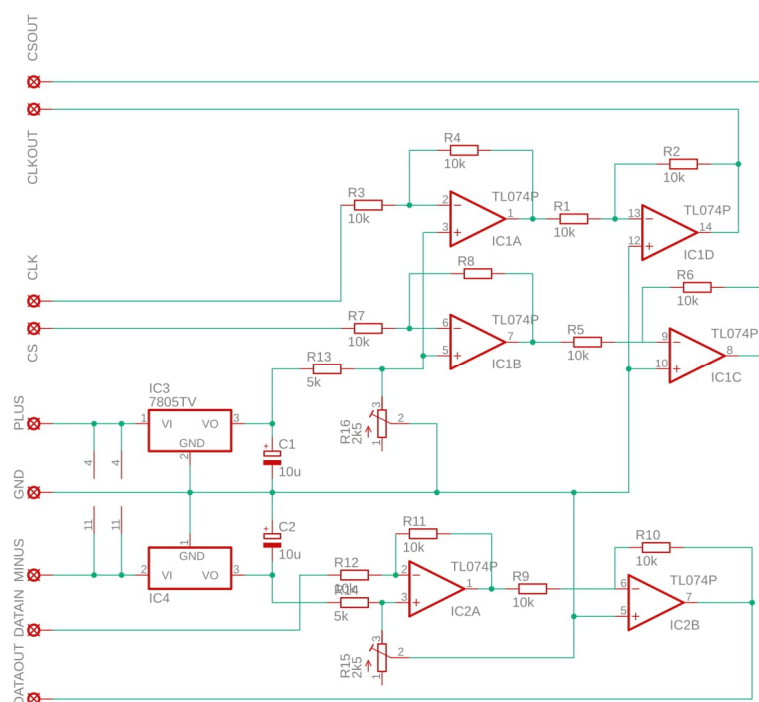 CSOUT
CLKOUT
CLK
CS
PLUS
GND
MINUS
DATAIN
DATAOUT
R4
10k
R3
10k
2
3
1
TL074P
IC1A
R1
10k
R2
10k
13
12
14
TL074P
IC1D
R8
R7
10k
6
5
7
TL074P
IC1B
R5
10k
R6
10k
9
10
8
TL074P
IC1C
R13
5k
R16
2k5
3
2
1
IC3
7805TV
1
VI
VO
3
GND
2
C1
10u
4
4
11
11
C2
10u
1
GND
2
VI
VO
3
IC4
R11
10k
R12
R14
5k
2
3
1
TL074P
IC2A
R9
10k
R10
10k
6
5
7
TL074P
IC2B
R15
2k5
3
2
1